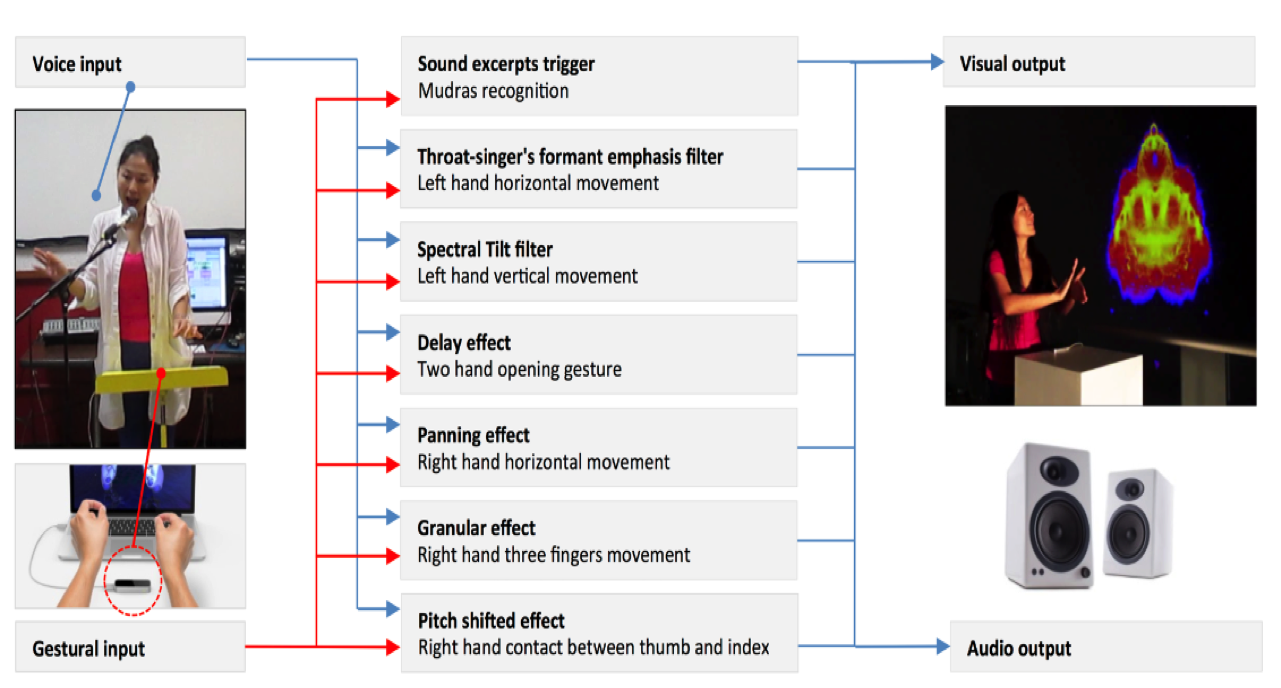 Voice input
Gestural input
Sound excerpts trigger
Mudras recognition
Throat-singer's formant emphasis filter
Left hand horizontal movement
Spectral Tilt filter
Left hand vertical movement
Delay effect
Two hand opening gesture
Panning effect
Right hand horizontal movement
Granular effect
Right hand three fingers movement
Pitch shifted effect
Right hand contact between thumb and index
Visual output
Audio output